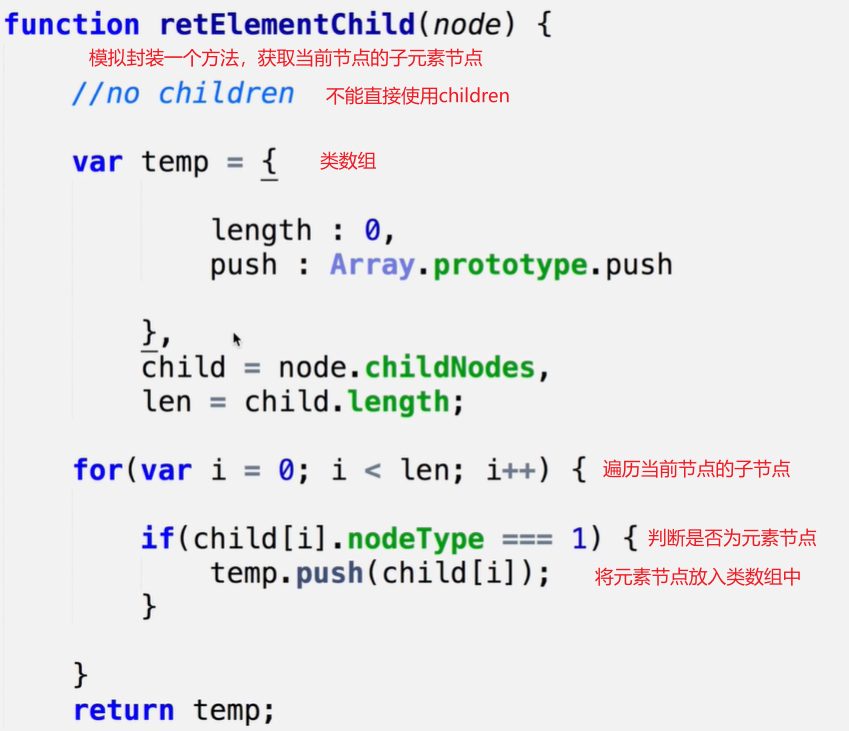 function retElementChild(node) {
模拟封装一个方法，获取当前节点的子元素节点
//no children 不能直接使用children
var temp = { 类数组
length : 0,
push : Array.prototype.push
},
child = node.childNodes,
len = child.length;
for(var i = 0; i < len; i++) { 遍历当前节点的子节点
if(child[i].nodeType === 1) { 判断是否为元素节点
temp.push(child[i]); 将元素节点放入类数组中
}
}
return temp;